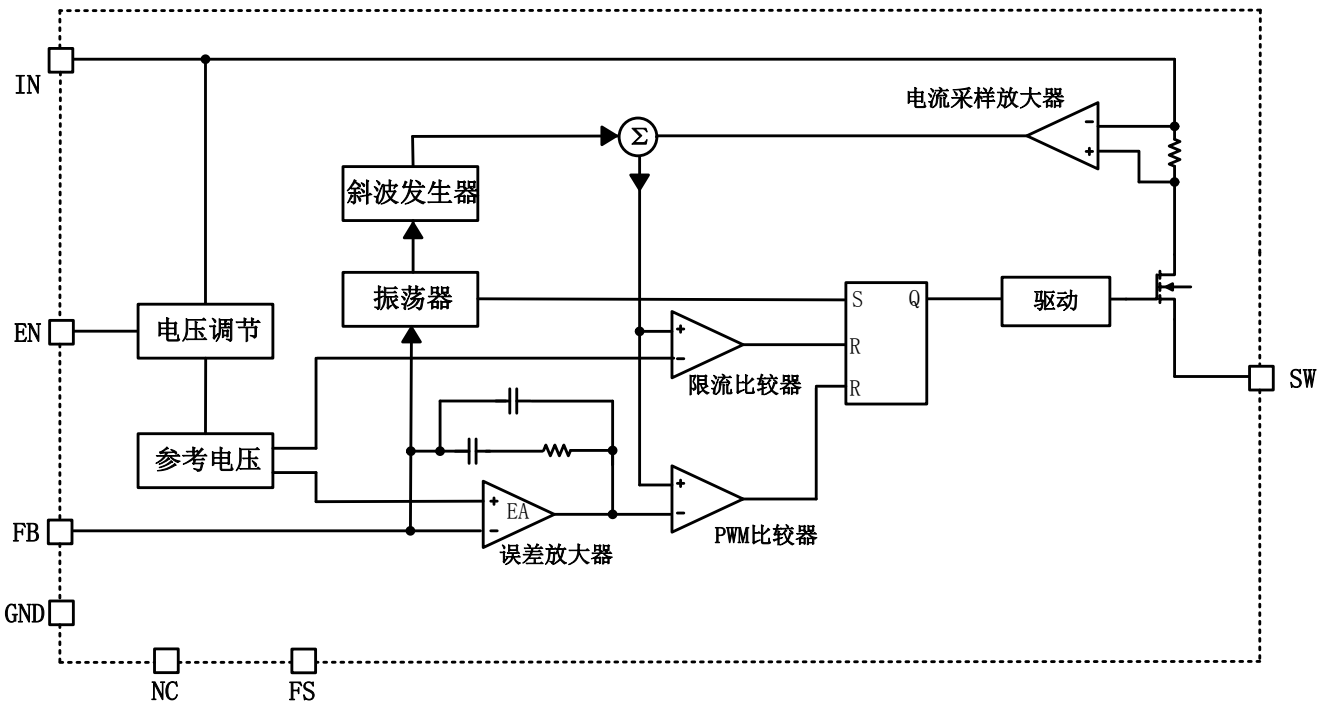 IN
电流采样放大器
-
+
Σ
斜波发生器
振荡器
S
Q
驱动
EN
电压调节
+
-
R
限流比较器
R
SW
参考电压
+
EA
-
误差放大器
+
-
PWM比较器
FB
GND
NC
FS